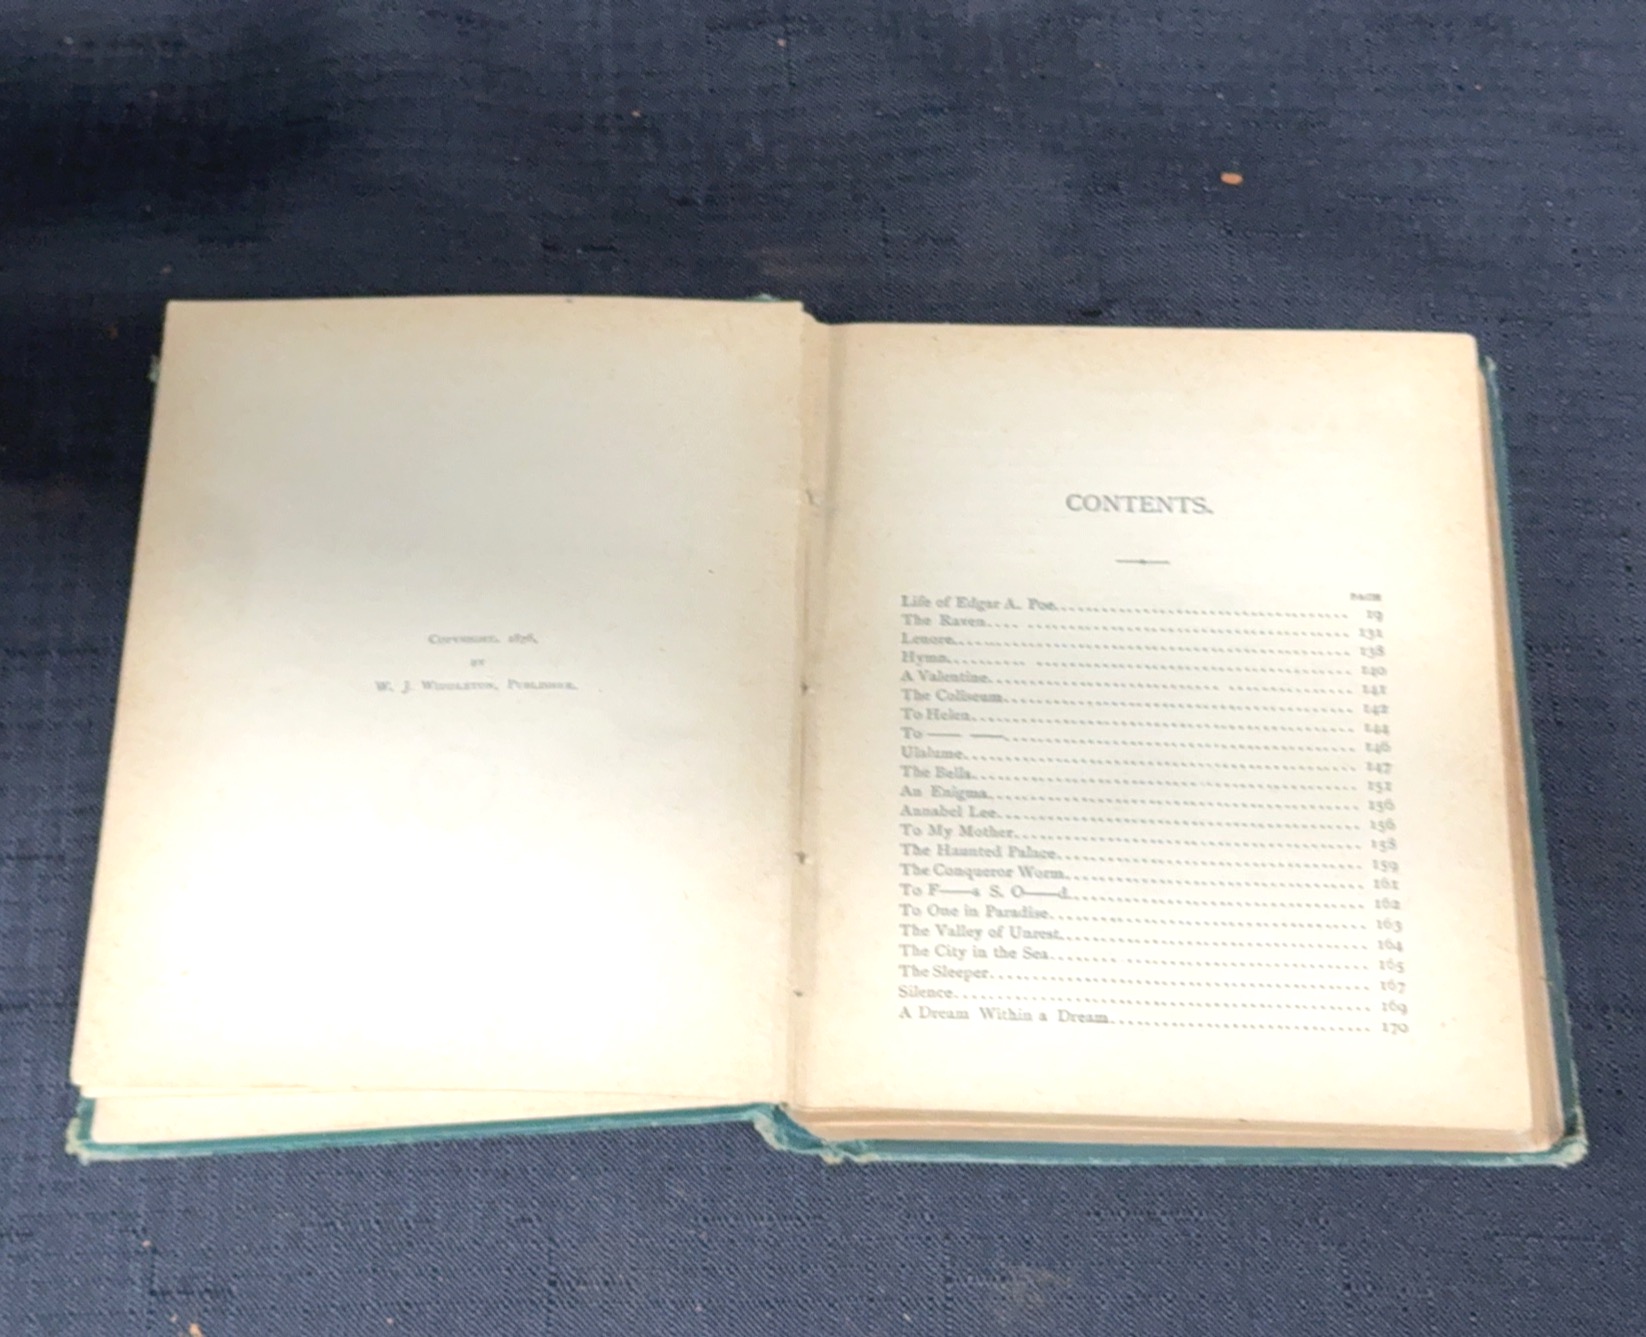 Copyright, 1876,
BY
W. J. Widdleton, Publisher.
CONTENTS.
PAGE
Life of Edgar A. Poe........................................ 19
The Raven.... ........................................ 131
Lenore........................................ 138
Hymn.......... ........................................ 140
A Valentine........................................ 141
The Coliseum........................................ 142
To Helen........................................ 144
To —— ——........................................ 146
Ulalume........................................ 147
The Bells........................................ 151
An Enigma........................................ 156
Annabel Lee........................................ 156
To My Mother........................................ 158
The Haunted Palace........................................ 159
The Conqueror Worm........................................ 161
To F——s S. O——d........................................ 162
To One in Paradise........................................ 163
The Valley of Unrest........................................ 164
The City in the Sea........................................ 165
The Sleeper........................................ 167
Silence........................................ 169
A Dream Within a Dream........................................ 170